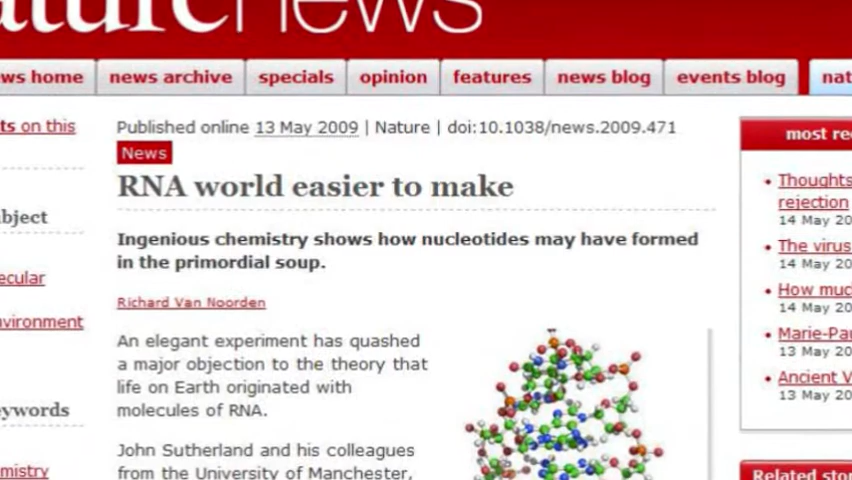 nature news
ws home
news archive
specials
opinion
features
news blog
events blog
nat
ts on this
bject
ecular
vironment
eywords
mistry
Published online 13 May 2009 | Nature | doi:10.1038/news.2009.471
News
RNA world easier to make
Ingenious chemistry shows how nucleotides may have formed
in the primordial soup.
Richard Van Noorden
An elegant experiment has quashed
a major objection to the theory that
life on Earth originated with
molecules of RNA.
John Sutherland and his colleagues
from the University of Manchester,
most re
Thoughts
rejection
14 May 20
The virus
14 May 20
How muc
14 May 20
Marie-Pau
13 May 20
Ancient V
13 May 20
Related stor